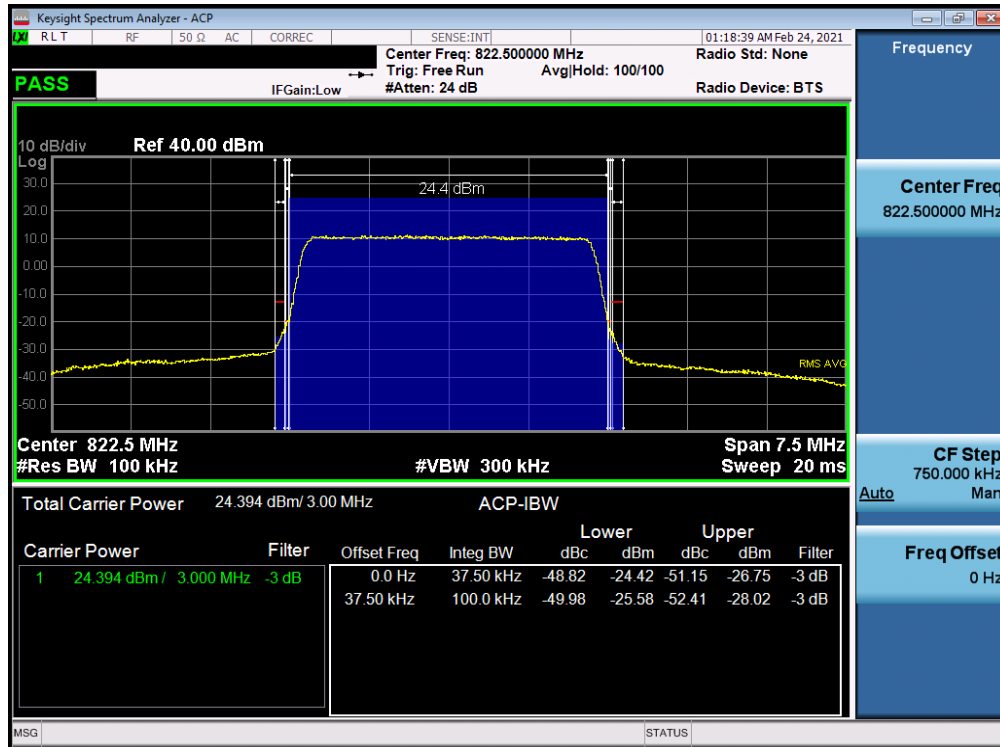 Keysight Spectrum Analyzer - ACP
LXI RLT RF 50 Ω AC CORREC SENSE:INT 01:18:39 AM Feb 24, 2021
Center Freq: 822.500000 MHz Radio Std: None
Trig: Free Run Avg|Hold: 100/100
PASS IFGain:Low #Atten: 24 dB Radio Device: BTS
10 dB/div Ref 40.00 dBm
Log
30.0
24.4 dBm
20.0
10.0
0.00
-10.0
-20.0
-30.0
RMS AVG
-40.0
-50.0
Center 822.5 MHz Span 7.5 MHz
#Res BW 100 kHz #VBW 300 kHz Sweep 20 ms
Total Carrier Power 24.394 dBm/ 3.00 MHz ACP-IBW
Lower Upper
Carrier Power Filter Offset Freq Integ BW dBc dBm dBc dBm Filter
1 24.394 dBm / 3.000 MHz -3 dB 0.0 Hz 37.50 kHz -48.82 -24.42 -51.15 -26.75 -3 dB
37.50 kHz 100.0 kHz -49.98 -25.58 -52.41 -28.02 -3 dB
MSG STATUS
Frequency
Center Freq
822.500000 MHz
CF Step
750.000 kHz
Auto Man
Freq Offset
0 Hz